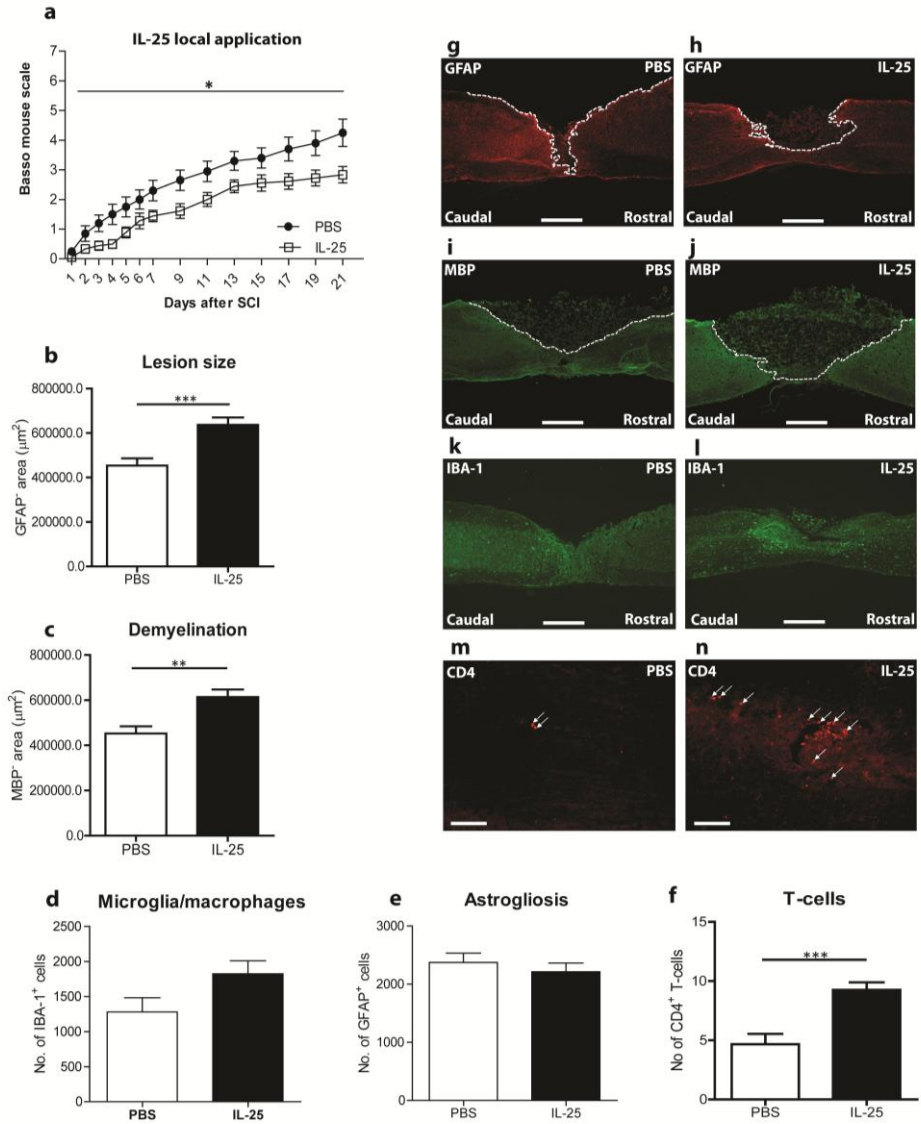 a
IL-25 local application
Basso mouse scale
7
6
5
4
3
2
1
0
*
PBS
IL-25
1 2 3 4 5 6 7 9 11 13 15 17 19 21
Days after SCI
b
Lesion size
GFAP⁻ area (μm²)
800000.0
600000.0
400000.0
200000.0
0.0
***
PBS IL-25
c
Demyelination
MBP⁻ area (μm²)
800000.0
600000.0
400000.0
200000.0
0.0
**
PBS IL-25
g
GFAP PBS
Caudal Rostral
h
GFAP IL-25
Caudal Rostral
i
MBP PBS
Caudal Rostral
j
MBP IL-25
Caudal Rostral
k
IBA-1 PBS
Caudal Rostral
l
IBA-1 IL-25
Caudal Rostral
m
CD4 PBS
n
CD4 IL-25
d
Microglia/macrophages
No. of IBA-1⁺ cells
2500
2000
1500
1000
500
0
PBS IL-25
e
Astrogliosis
No. of GFAP⁺ cells
3000
2000
1000
0
PBS IL-25
f
T-cells
No of CD4⁺ T-cells
15
10
5
0
***
PBS IL-25